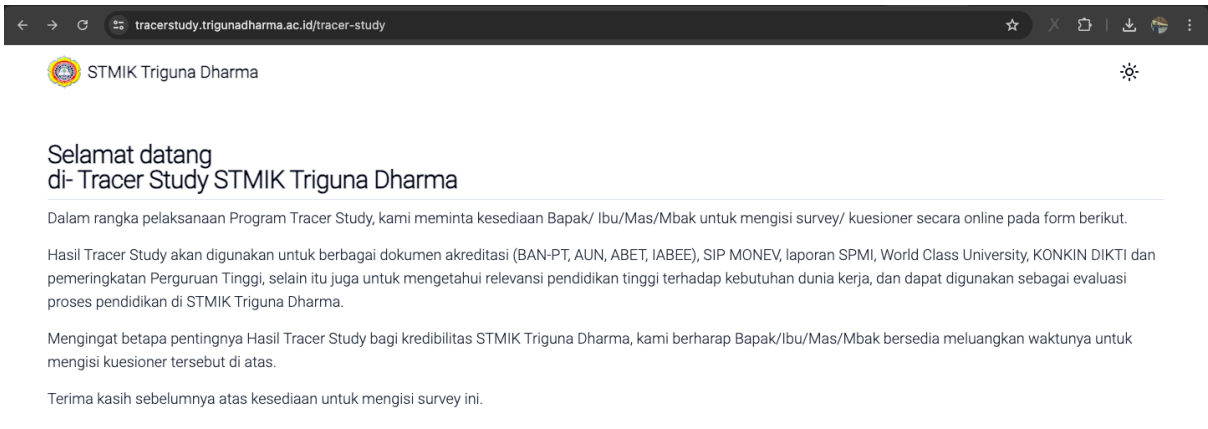 tracerstudy.trigunadharma.ac.id/tracer-study
STMIK Triguna Dharma
Selamat datang
di- Tracer Study STMIK Triguna Dharma
Dalam rangka pelaksanaan Program Tracer Study, kami meminta kesediaan Bapak/ Ibu/Mas/Mbak untuk mengisi survey/ kuesioner secara online pada form berikut.
Hasil Tracer Study akan digunakan untuk berbagai dokumen akreditasi (BAN-PT, AUN, ABET, IABEE), SIP MONEV, laporan SPMI, World Class University, KONKIN DIKTI dan
pemeringkatan Perguruan Tinggi, selain itu juga untuk mengetahui relevansi pendidikan tinggi terhadap kebutuhan dunia kerja, dan dapat digunakan sebagai evaluasi
proses pendidikan di STMIK Triguna Dharma.
Mengingat betapa pentingnya Hasil Tracer Study bagi kredibilitas STMIK Triguna Dharma, kami berharap Bapak/Ibu/Mas/Mbak bersedia meluangkan waktunya untuk
mengisi kuesioner tersebut di atas.
Terima kasih sebelumnya atas kesediaan untuk mengisi survey ini.